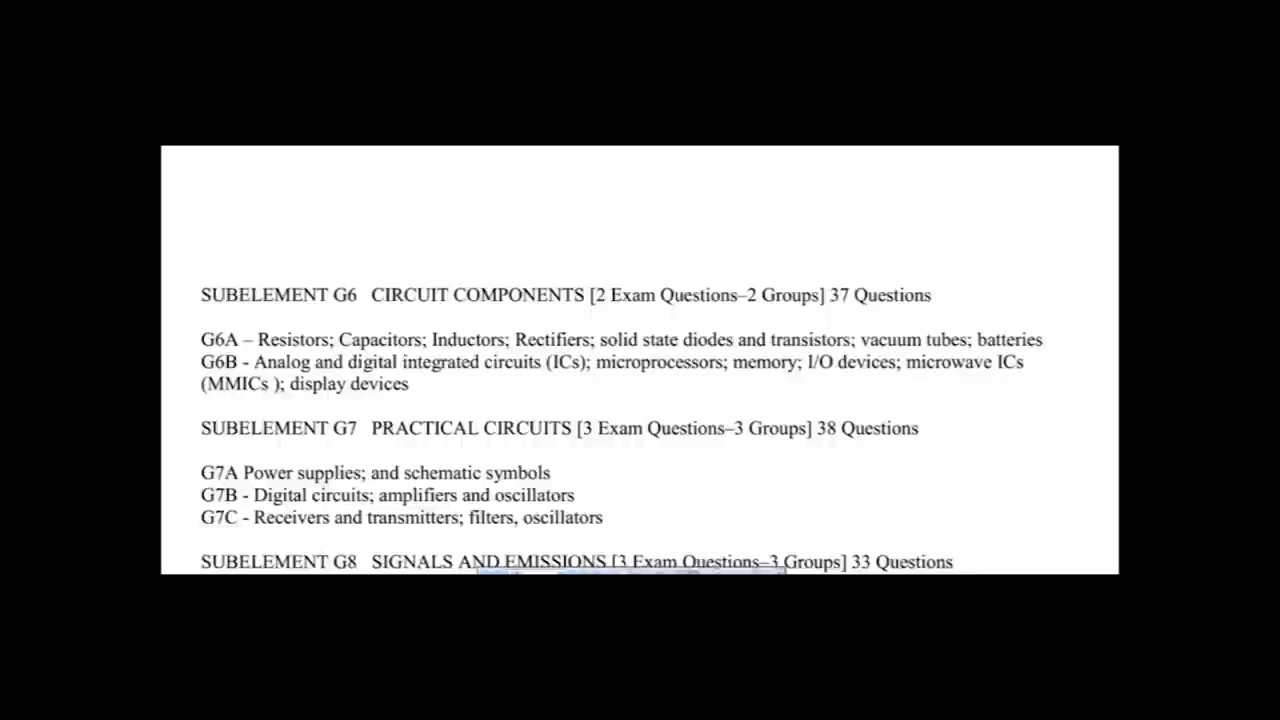 SUBELEMENT G6 CIRCUIT COMPONENTS [2 Exam Questions–2 Groups] 37 Questions
G6A – Resistors; Capacitors; Inductors; Rectifiers; solid state diodes and transistors; vacuum tubes; batteries
G6B - Analog and digital integrated circuits (ICs); microprocessors; memory; I/O devices; microwave ICs
(MMICs ); display devices
SUBELEMENT G7 PRACTICAL CIRCUITS [3 Exam Questions–3 Groups] 38 Questions
G7A Power supplies; and schematic symbols
G7B - Digital circuits; amplifiers and oscillators
G7C - Receivers and transmitters; filters, oscillators
SUBELEMENT G8 SIGNALS AND EMISSIONS [3 Exam Questions–3 Groups] 33 Questions